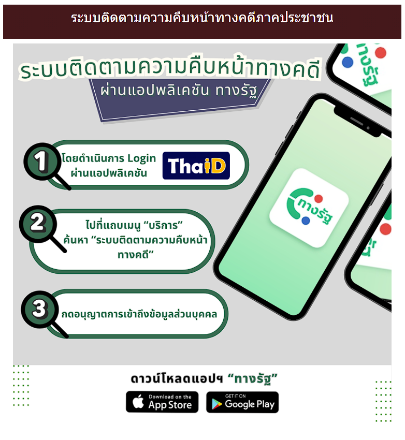 ระบบติดตามความคืบหน้าทางคดีภาคประชาชน
ระบบติดตามความคืบหน้าทางคดี
ผ่านแอปพลิเคชัน ทางรัฐ
1
โดยดำเนินการ Login
ผ่านแอปพลิเคชัน
ThaiD
2
ไปที่แถบเมนู “บริการ”
ค้นหา “ระบบติดตามความคืบหน้า
ทางคดี”
3
กดอนุญาตการเข้าถึงข้อมูลส่วนบุคคล
ทางรัฐ
ทางรัฐ
ดาวน์โหลดแอปฯ “ทางรัฐ”
Download on the
App Store
GET IT ON
Google Play